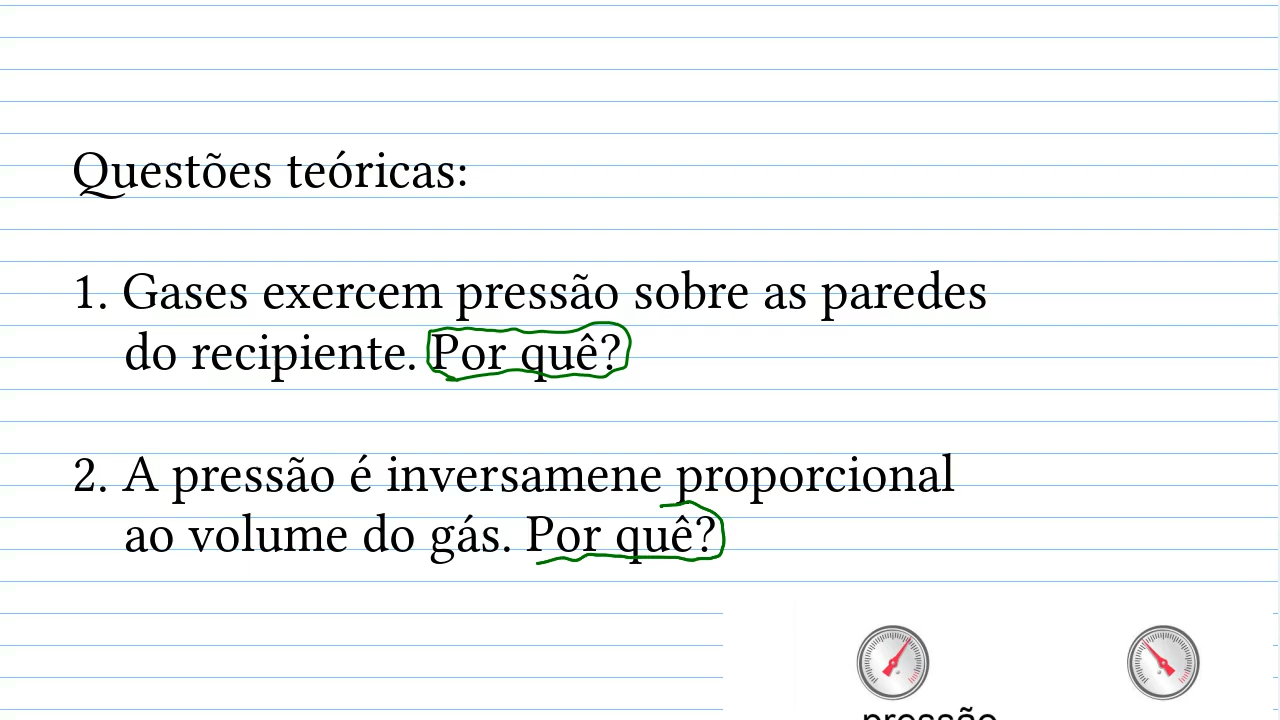 Questões teóricas:
1. Gases exercem pressão sobre as paredes
do recipiente. Por quê?
2. A pressão é inversamene proporcional
ao volume do gás. Por quê?
pressão